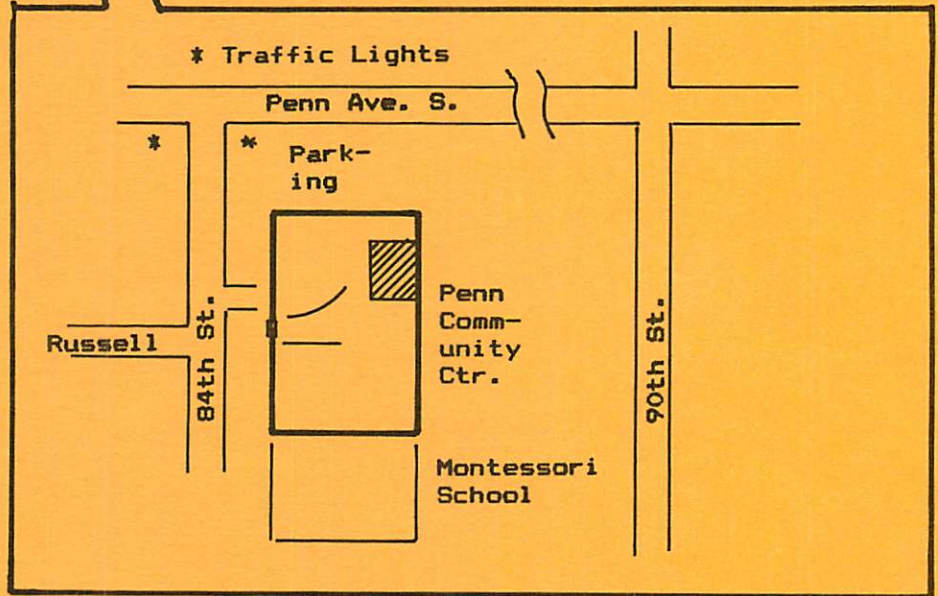 * Traffic Lights
Penn Ave. S.
* *
Park-
ing
Penn
Comm-
unity
Ctr.
Russell
84th St.
90th St.
Montessori
School